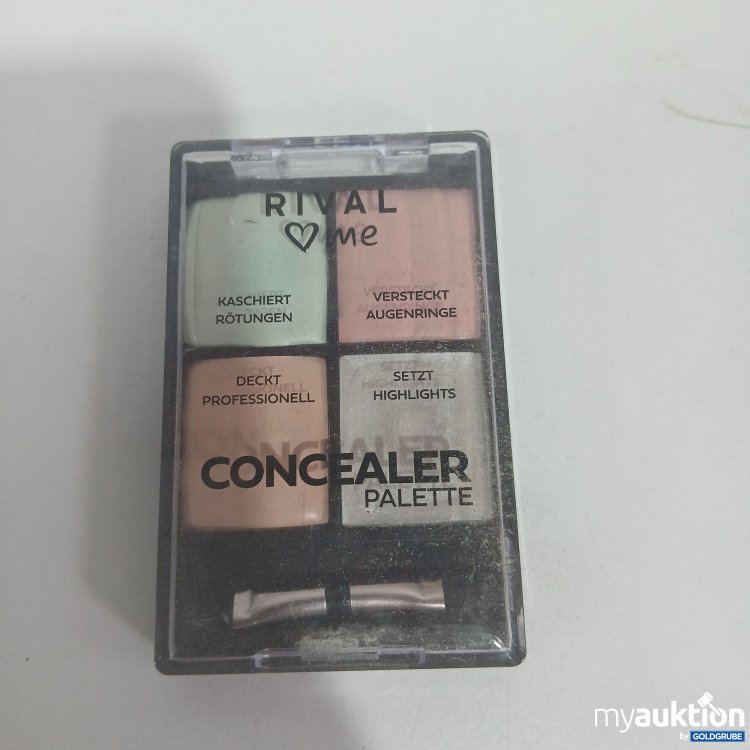 RIVAL
♡me
KASCHIERT
RÖTUNGEN
VERSTECKT
AUGENRINGE
DECKT
PROFESSIONELL
SETZT
HIGHLIGHTS
CONCEALER
PALETTE
myauktion
by GOLDGRUBE